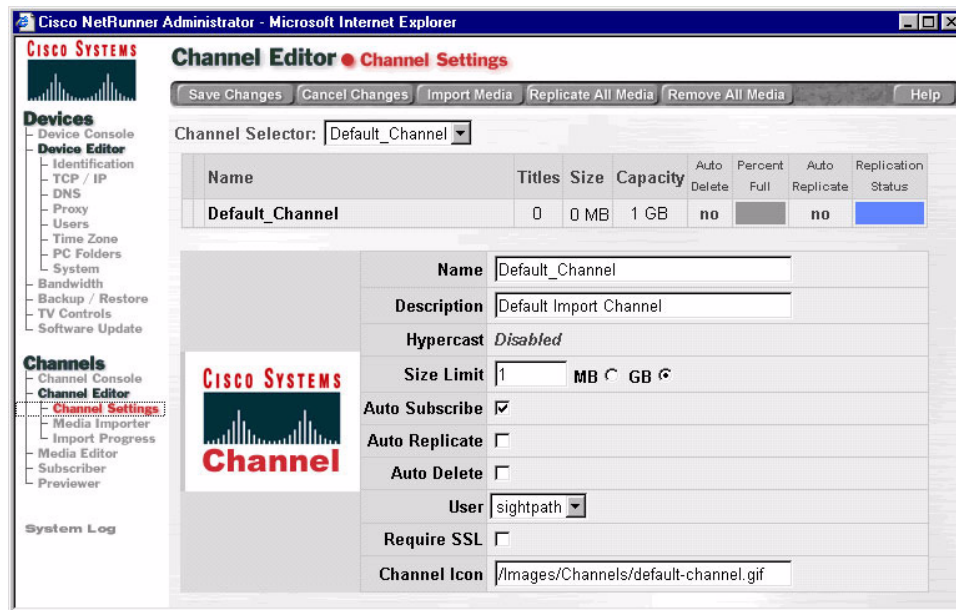 Cisco NetRunner Administrator - Microsoft Internet Explorer
CISCO SYSTEMS
Devices
Device Console
Device Editor
Identification
TCP / IP
DNS
Proxy
Users
Time Zone
PC Folders
System
Bandwidth
Backup / Restore
TV Controls
Software Update
Channels
Channel Console
Channel Editor
Channel Settings
Media Importer
Import Progress
Media Editor
Subscriber
Previewer
System Log
Channel Editor Channel Settings
Save Changes Cancel Changes Import Media Replicate All Media Remove All Media Help
Channel Selector: Default_Channel
Name Titles Size Capacity Auto Delete Percent Full Auto Replicate Replication Status
Default_Channel 0 0 MB 1 GB no no
CISCO SYSTEMS
Channel
Name Default_Channel
Description Default Import Channel
Hypercast Disabled
Size Limit 1 MB GB
Auto Subscribe
Auto Replicate
Auto Delete
User sightpath
Require SSL
Channel Icon /Images/Channels/default-channel.gif